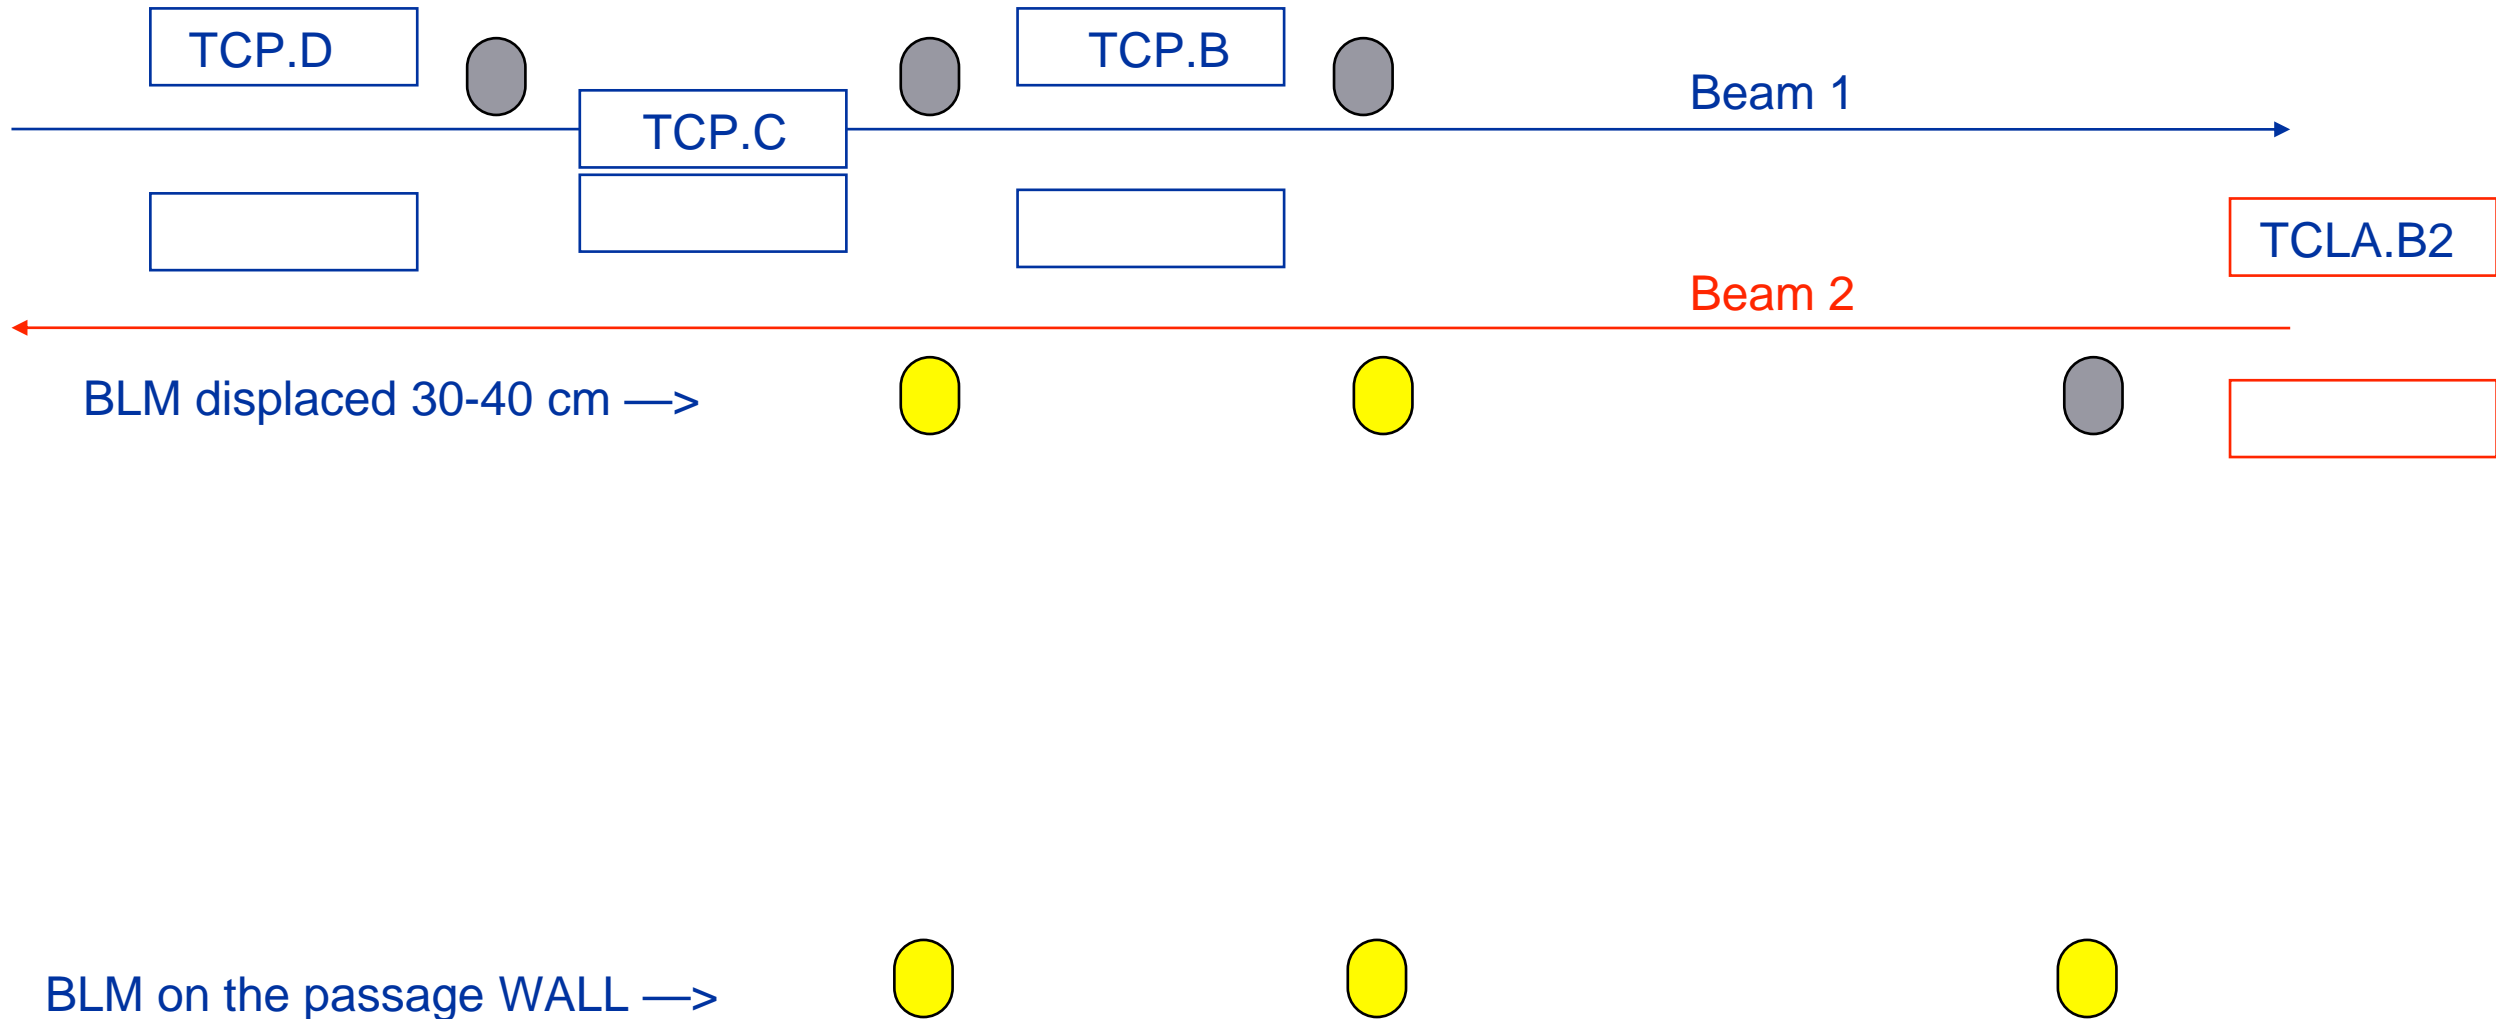 TCP.D
TCP.B
Beam 1
TCP.C
TCLA.B2
Beam 2
BLM displaced 30-40 cm —>
BLM on the passage WALL —>